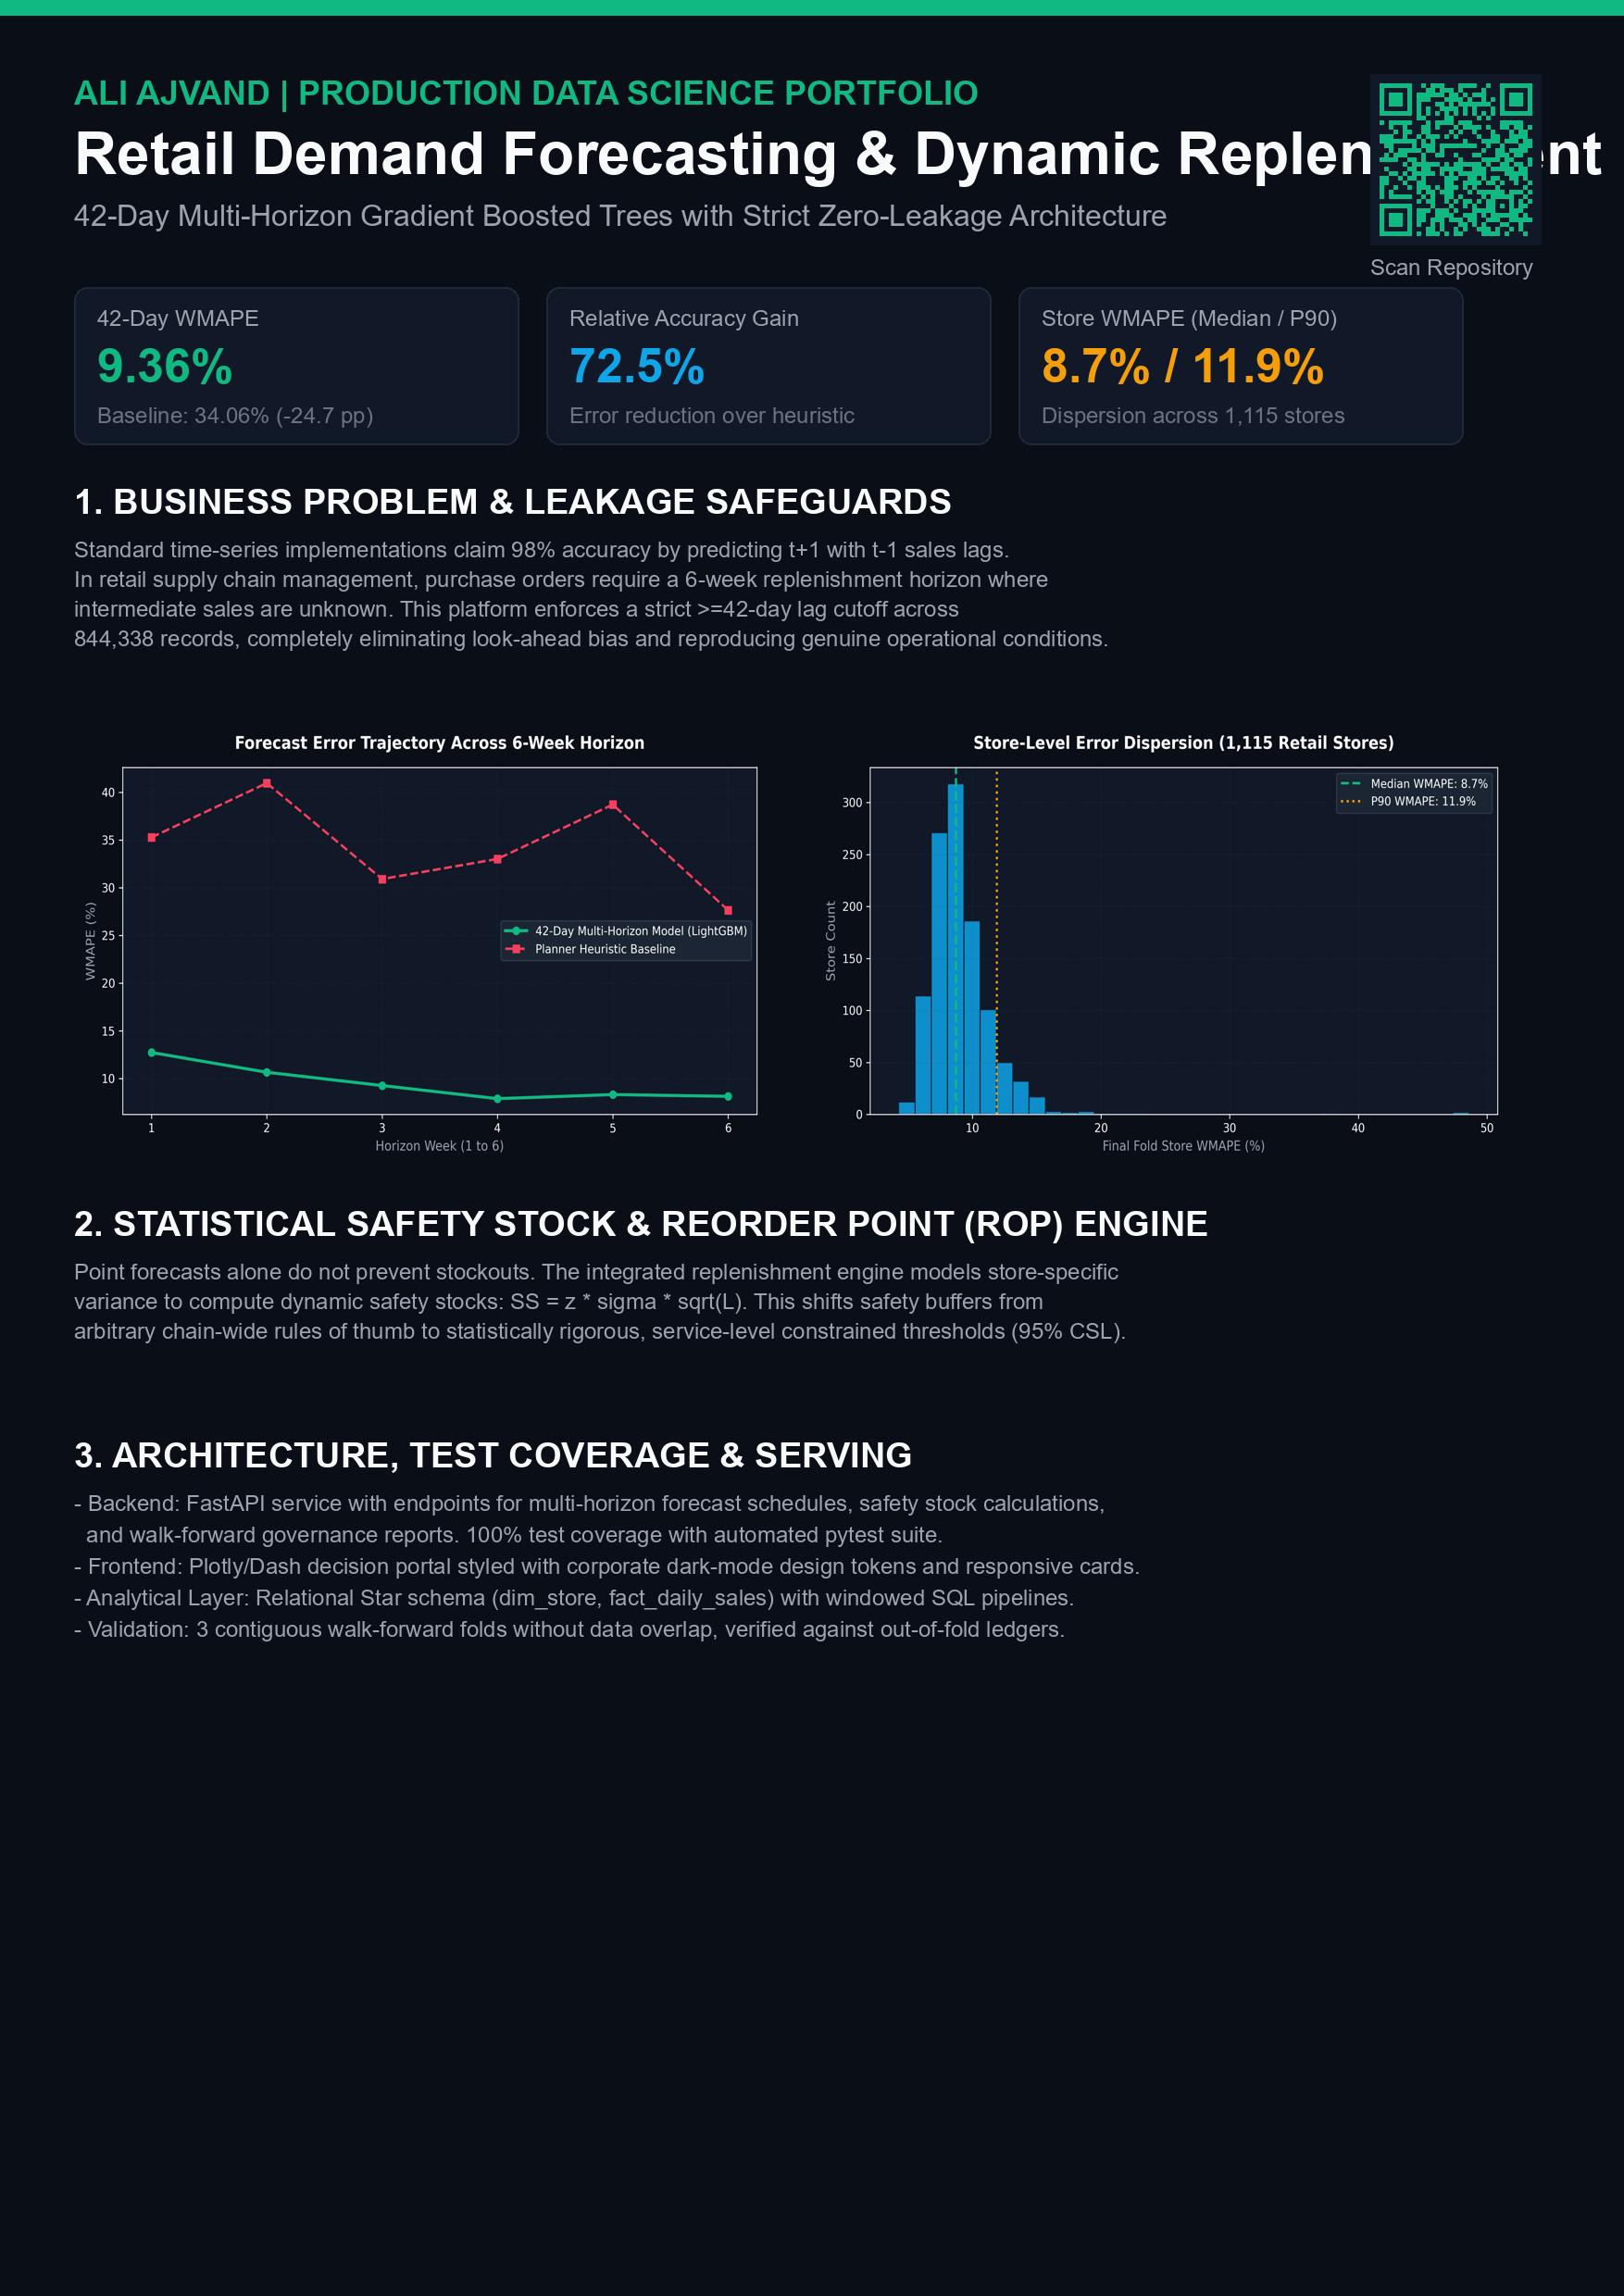 ALI AJVAND | PRODUCTION DATA SCIENCE PORTFOLIO
Retail Demand Forecasting & Dynamic Replen nt
42-Day Multi-Horizon Gradient Boosted Trees with Strict Zero-Leakage Architecture
Scan Repository
42-Day WMAPE
9.36%
Baseline: 34.06% (-24.7 pp)
Relative Accuracy Gain
72.5%
Error reduction over heuristic
Store WMAPE (Median / P90)
8.7% / 11.9%
Dispersion across 1,115 stores
1. BUSINESS PROBLEM & LEAKAGE SAFEGUARDS
Standard time-series implementations claim 98% accuracy by predicting t+1 with t-1 sales lags.
In retail supply chain management, purchase orders require a 6-week replenishment horizon where
intermediate sales are unknown. This platform enforces a strict >=42-day lag cutoff across
844,338 records, completely eliminating look-ahead bias and reproducing genuine operational conditions.
Forecast Error Trajectory Across 6-Week Horizon
WMAPE (%)
40
35
30
25
20
15
10
42-Day Multi-Horizon Model (LightGBM)
Planner Heuristic Baseline
1 2 3 4 5 6
Horizon Week (1 to 6)
Store-Level Error Dispersion (1,115 Retail Stores)
Store Count
300
250
200
150
100
50
0
Median WMAPE: 8.7%
P90 WMAPE: 11.9%
10 20 30 40 50
Final Fold Store WMAPE (%)
2. STATISTICAL SAFETY STOCK & REORDER POINT (ROP) ENGINE
Point forecasts alone do not prevent stockouts. The integrated replenishment engine models store-specific
variance to compute dynamic safety stocks: SS = z * sigma * sqrt(L). This shifts safety buffers from
arbitrary chain-wide rules of thumb to statistically rigorous, service-level constrained thresholds (95% CSL).
3. ARCHITECTURE, TEST COVERAGE & SERVING
- Backend: FastAPI service with endpoints for multi-horizon forecast schedules, safety stock calculations,
and walk-forward governance reports. 100% test coverage with automated pytest suite.
- Frontend: Plotly/Dash decision portal styled with corporate dark-mode design tokens and responsive cards.
- Analytical Layer: Relational Star schema (dim_store, fact_daily_sales) with windowed SQL pipelines.
- Validation: 3 contiguous walk-forward folds without data overlap, verified against out-of-fold ledgers.